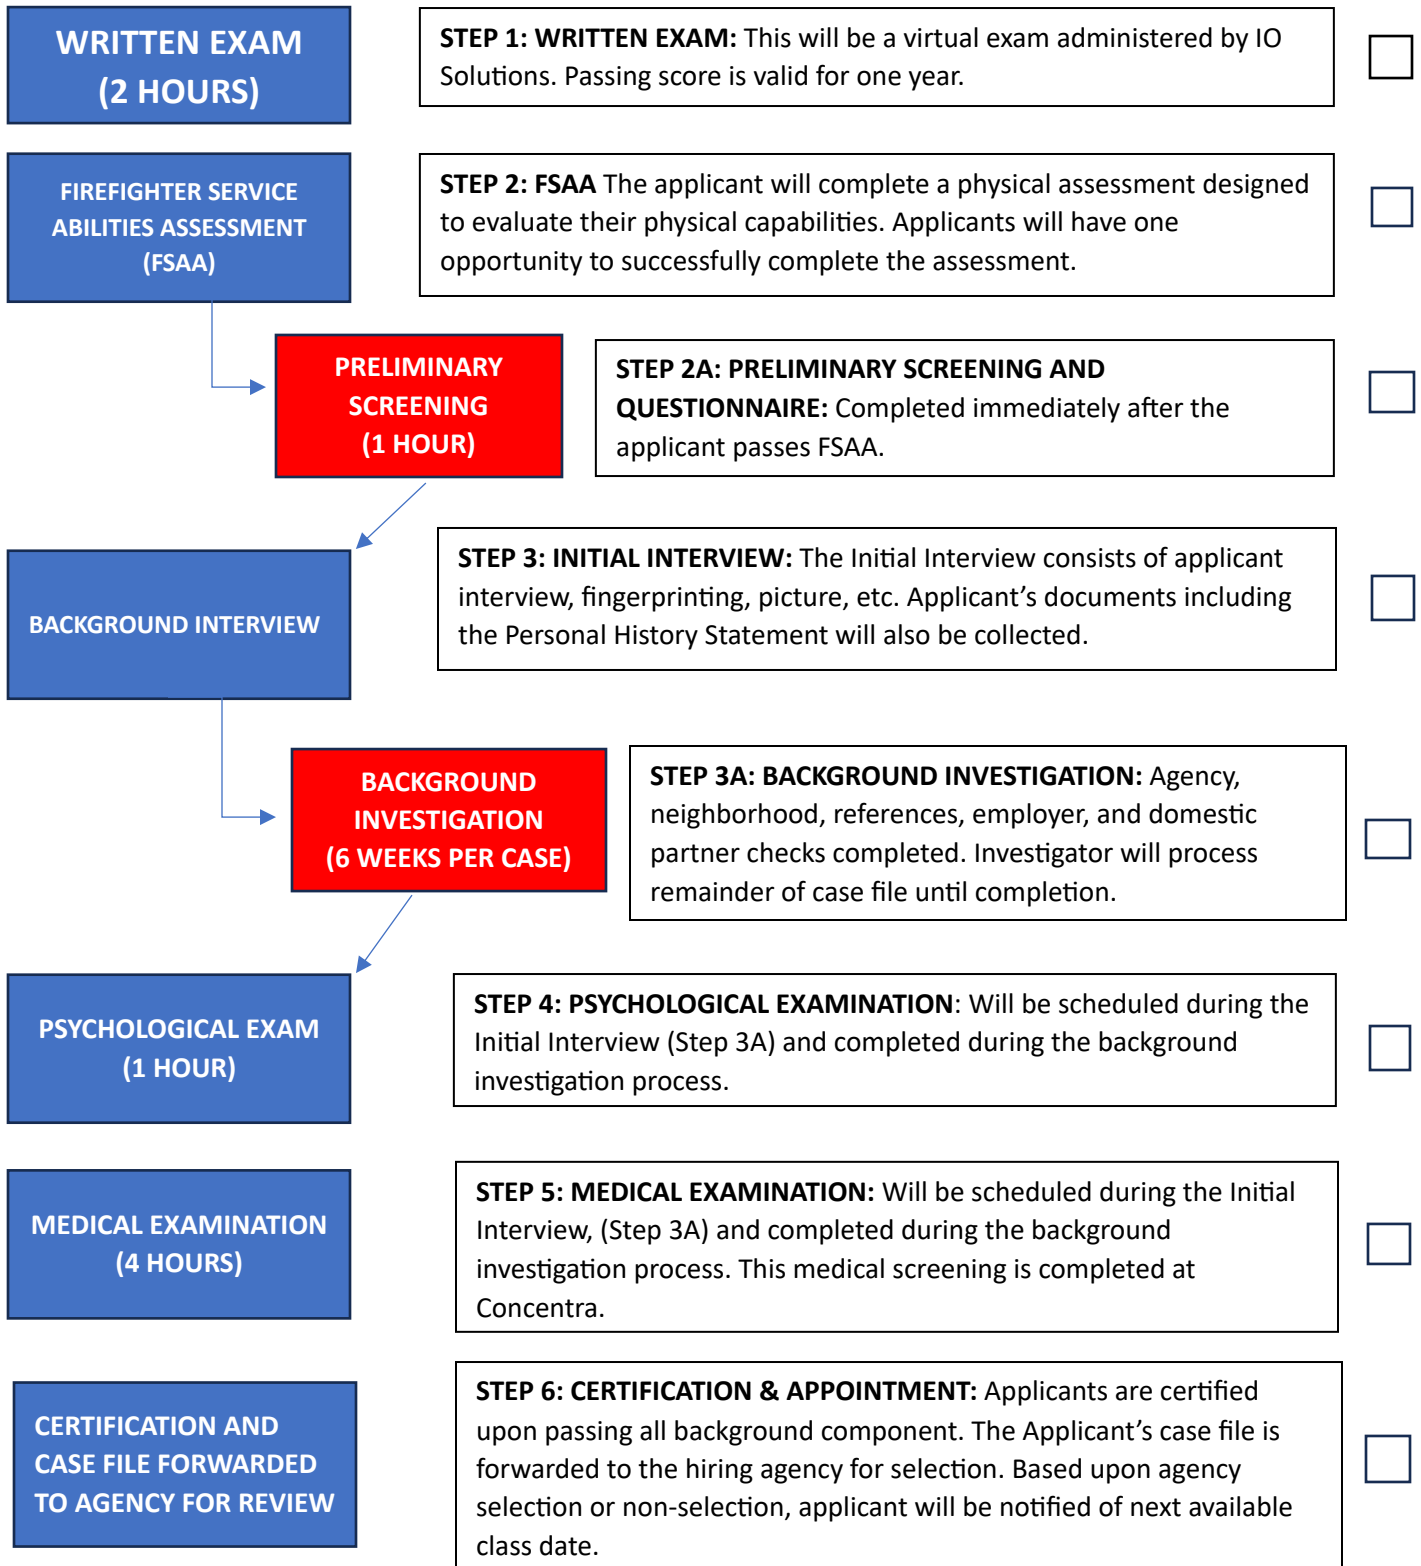 WRITTEN EXAM
(2 HOURS)
STEP 1: WRITTEN EXAM: This will be a virtual exam administered by IO
Solutions. Passing score is valid for one year.
FIREFIGHTER SERVICE
ABILITIES ASSESSMENT
(FSAA)
STEP 2: FSAA The applicant will complete a physical assessment designed
to evaluate their physical capabilities. Applicants will have one
opportunity to successfully complete the assessment.
PRELIMINARY
SCREENING
(1 HOUR)
STEP 2A: PRELIMINARY SCREENING AND
QUESTIONNAIRE: Completed immediately after the
applicant passes FSAA.
BACKGROUND INTERVIEW
STEP 3: INITIAL INTERVIEW: The Initial Interview consists of applicant
interview, fingerprinting, picture, etc. Applicant’s documents including
the Personal History Statement will also be collected.
BACKGROUND
INVESTIGATION
(6 WEEKS PER CASE)
STEP 3A: BACKGROUND INVESTIGATION: Agency,
neighborhood, references, employer, and domestic
partner checks completed. Investigator will process
remainder of case file until completion.
PSYCHOLOGICAL EXAM
(1 HOUR)
STEP 4: PSYCHOLOGICAL EXAMINATION: Will be scheduled during the
Initial Interview (Step 3A) and completed during the background
investigation process.
MEDICAL EXAMINATION
(4 HOURS)
STEP 5: MEDICAL EXAMINATION: Will be scheduled during the Initial
Interview, (Step 3A) and completed during the background
investigation process. This medical screening is completed at
Concentra.
CERTIFICATION AND
CASE FILE FORWARDED
TO AGENCY FOR REVIEW
STEP 6: CERTIFICATION & APPOINTMENT: Applicants are certified
upon passing all background component. The Applicant’s case file is
forwarded to the hiring agency for selection. Based upon agency
selection or non-selection, applicant will be notified of next available
class date.